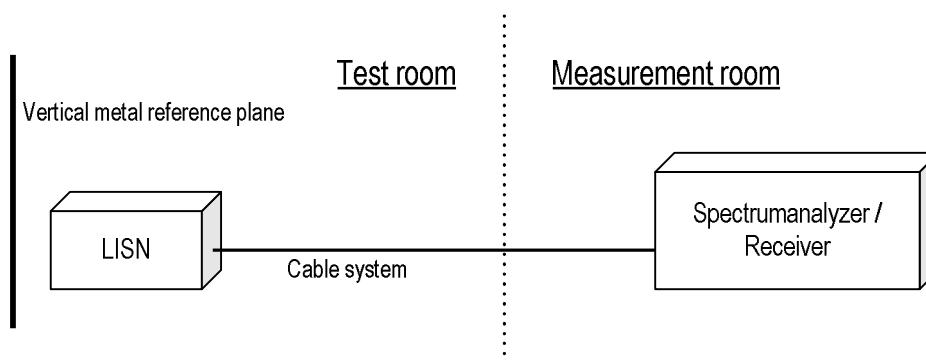 Test room
Measurement room
Vertical metal reference plane
LISN
Spectrumanalyzer /
Receiver
Cable system